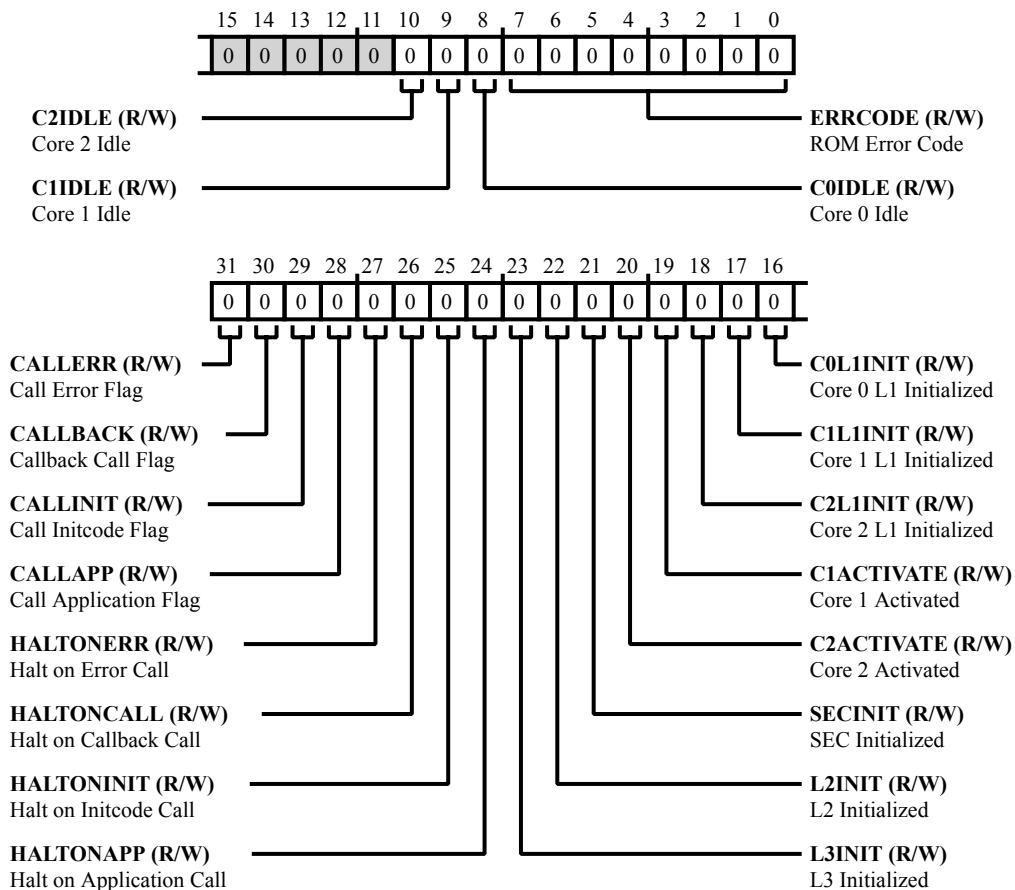 15 14 13 12 11 10 9 8 7 6 5 4 3 2 1 0
0 0 0 0 0 0 0 0 0 0 0 0 0 0 0 0
C2IDLE (R/W)
Core 2 Idle
ERRCODE (R/W)
ROM Error Code
C1IDLE (R/W)
Core 1 Idle
C0IDLE (R/W)
Core 0 Idle
31 30 29 28 27 26 25 24 23 22 21 20 19 18 17 16
0 0 0 0 0 0 0 0 0 0 0 0 0 0 0 0
CALLERR (R/W)
Call Error Flag
C0L1INIT (R/W)
Core 0 L1 Initialized
CALLBACK (R/W)
Callback Call Flag
C1L1INIT (R/W)
Core 1 L1 Initialized
CALLINIT (R/W)
Call Initcode Flag
C2L1INIT (R/W)
Core 2 L1 Initialized
CALLAPP (R/W)
Call Application Flag
C1ACTIVATE (R/W)
Core 1 Activated
HALTONERR (R/W)
Halt on Error Call
C2ACTIVATE (R/W)
Core 2 Activated
HALTONCALL (R/W)
Halt on Callback Call
SECINIT (R/W)
SEC Initialized
HALTONINIT (R/W)
Halt on Initcode Call
L2INIT (R/W)
L2 Initialized
HALTONAPP (R/W)
Halt on Application Call
L3INIT (R/W)
L3 Initialized